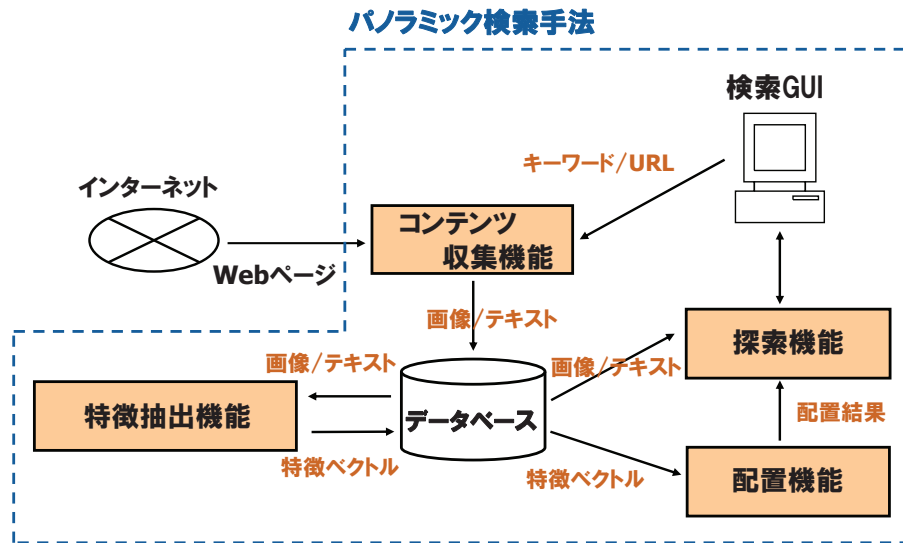 パノラミック検索手法
検索GUI
キーワード/URL
インターネット
コンテンツ
収集機能
Webページ
画像/テキスト
画像/テキスト
画像/テキスト
探索機能
特徴抽出機能
データベース
配置結果
特徴ベクトル
特徴ベクトル
配置機能